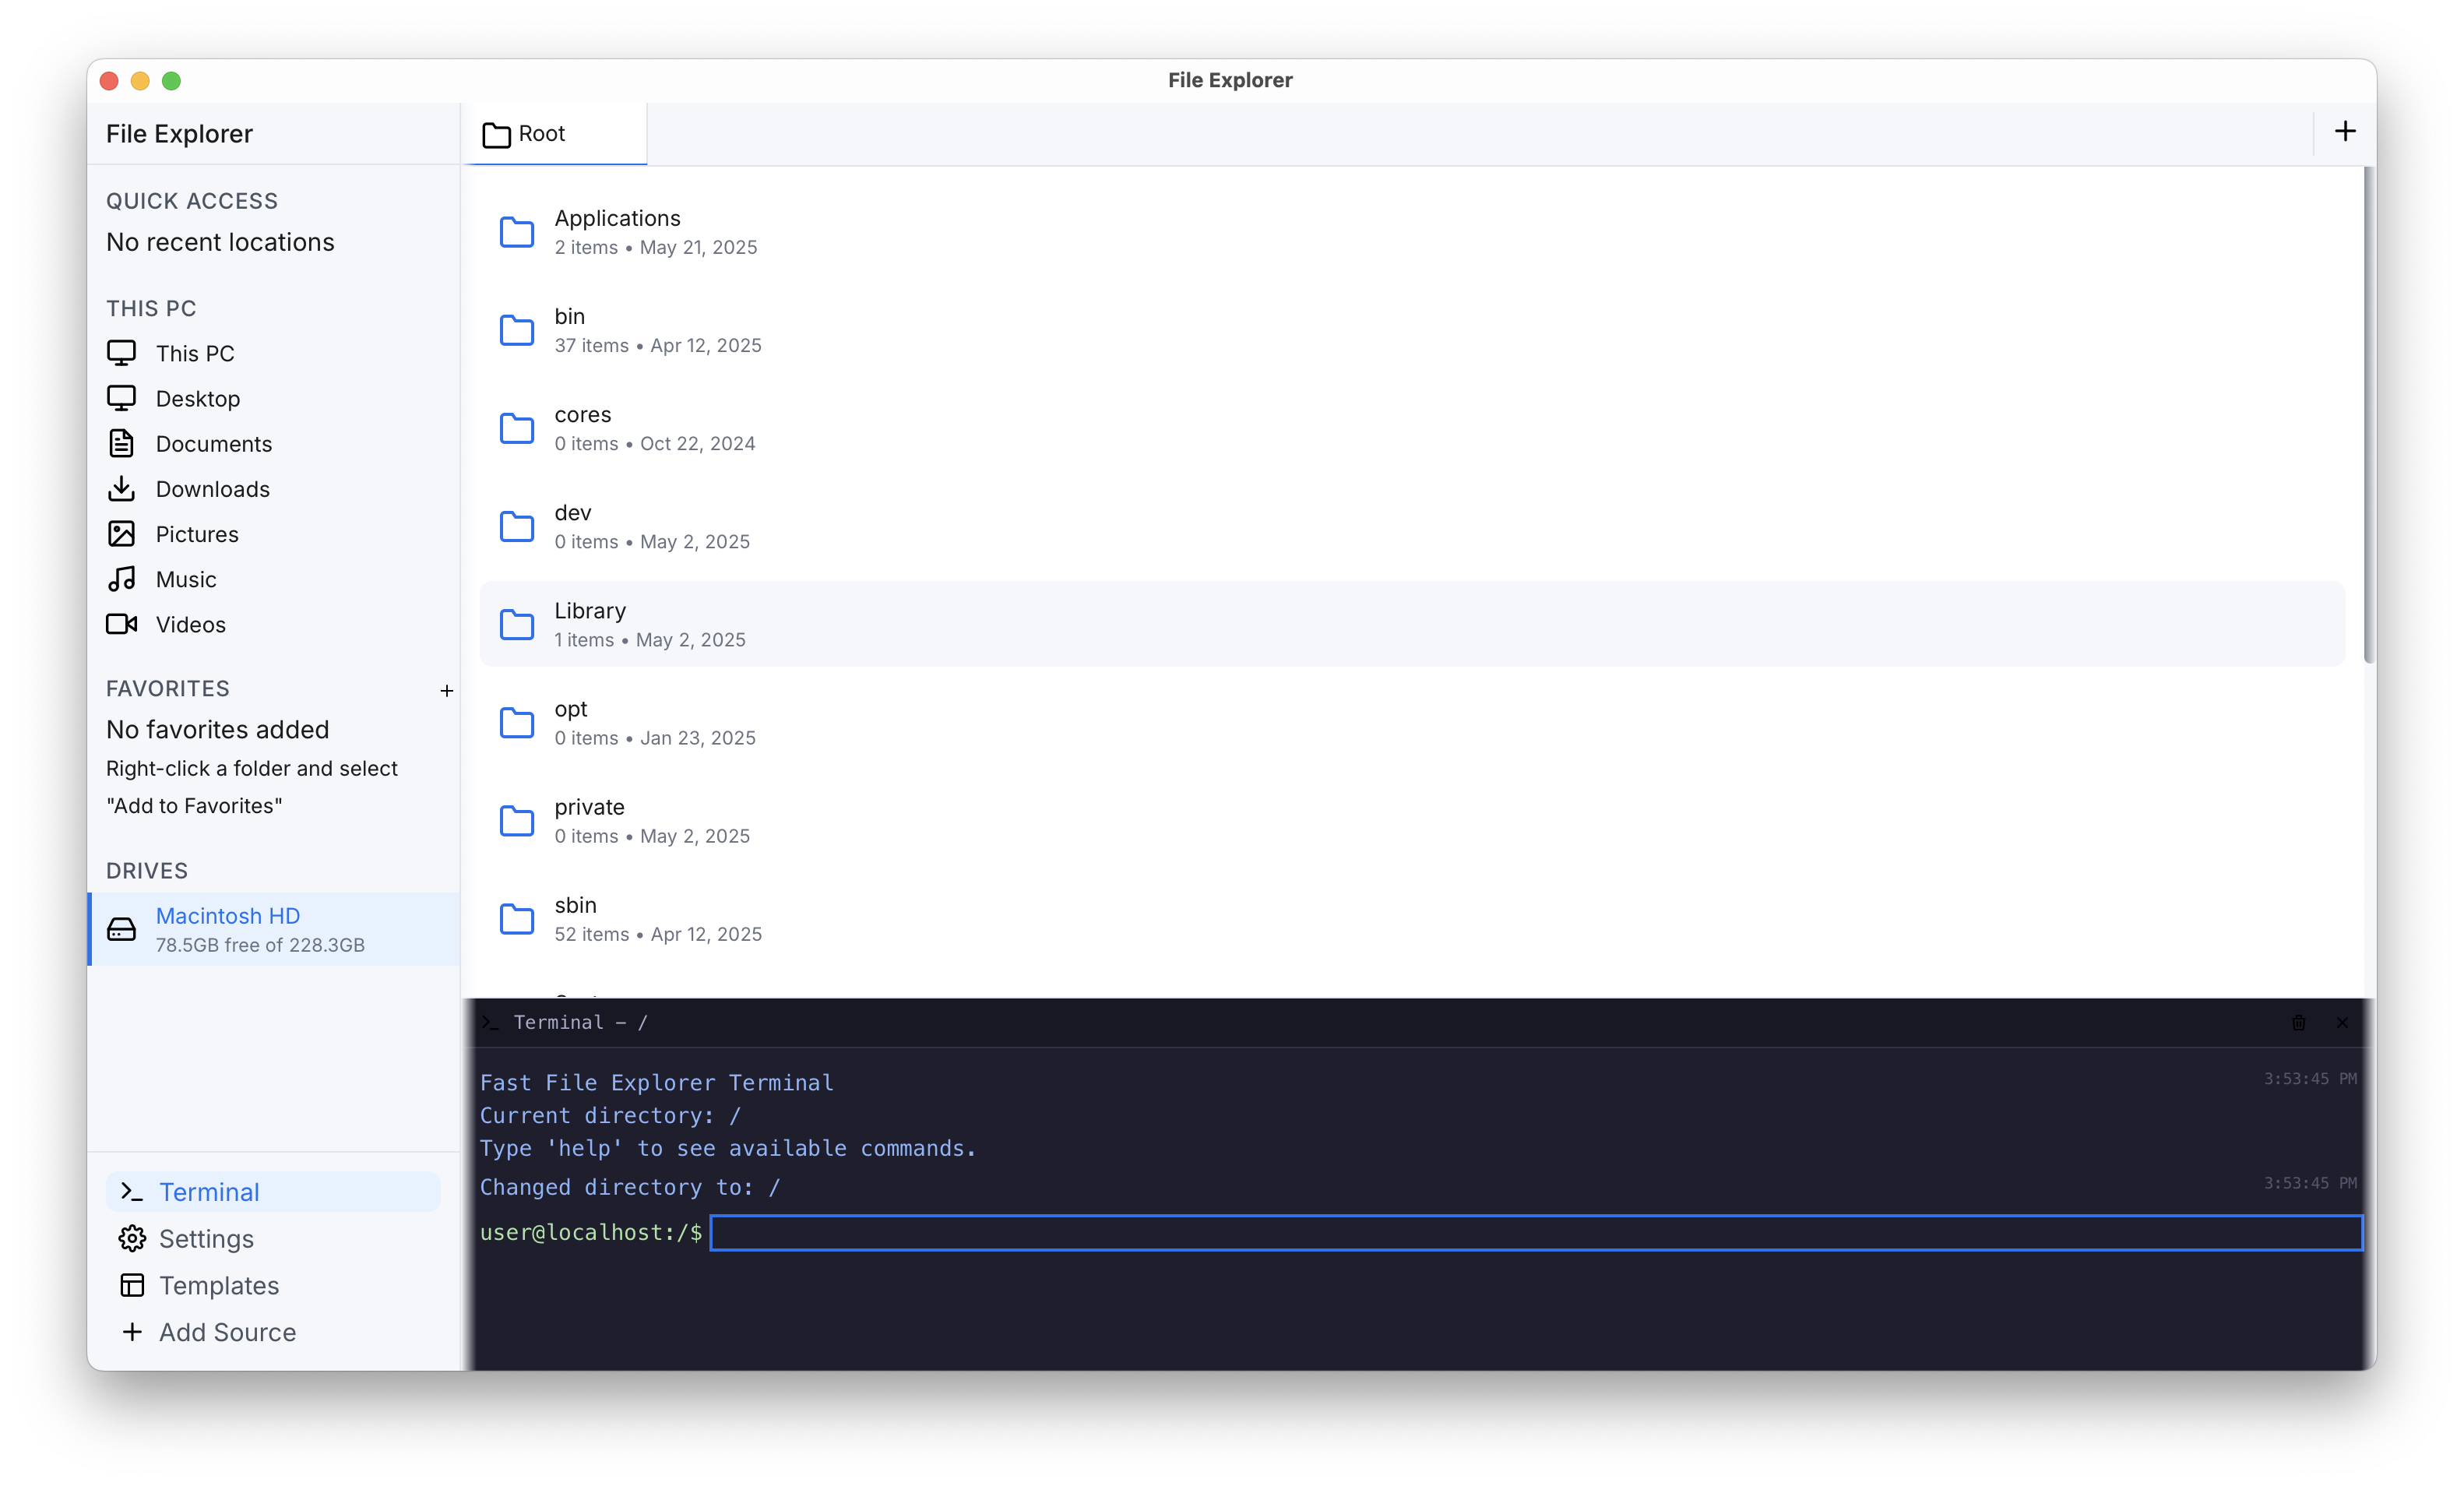 File Explorer
File Explorer
QUICK ACCESS
No recent locations
THIS PC
This PC
Desktop
Documents
Downloads
Pictures
Music
Videos
FAVORITES
No favorites added
Right-click a folder and select
"Add to Favorites"
DRIVES
Macintosh HD
78.5GB free of 228.3GB
Terminal
Settings
Templates
Add Source
Root
Applications
2 items • May 21, 2025
bin
37 items • Apr 12, 2025
cores
0 items • Oct 22, 2024
dev
0 items • May 2, 2025
Library
1 items • May 2, 2025
opt
0 items • Jan 23, 2025
private
0 items • May 2, 2025
sbin
52 items • Apr 12, 2025
Terminal - /
Fast File Explorer Terminal 3:53:45 PM
Current directory: /
Type 'help' to see available commands.
Changed directory to: / 3:53:45 PM
user@localhost:/$